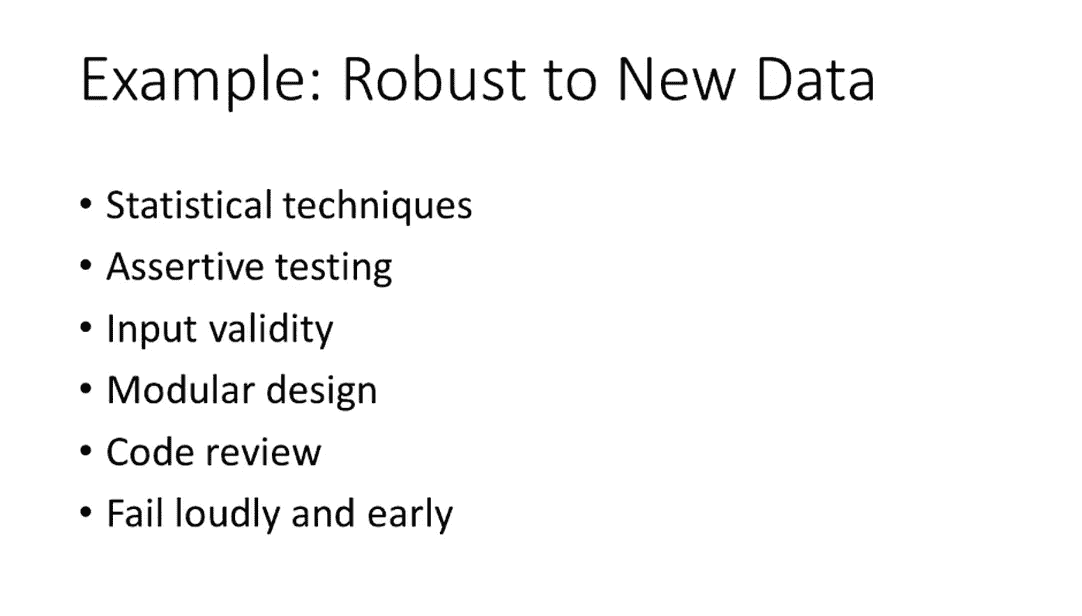 Example: Robust to New Data
• Statistical techniques
• Assertive testing
• Input validity
• Modular design
• Code review
• Fail loudly and early